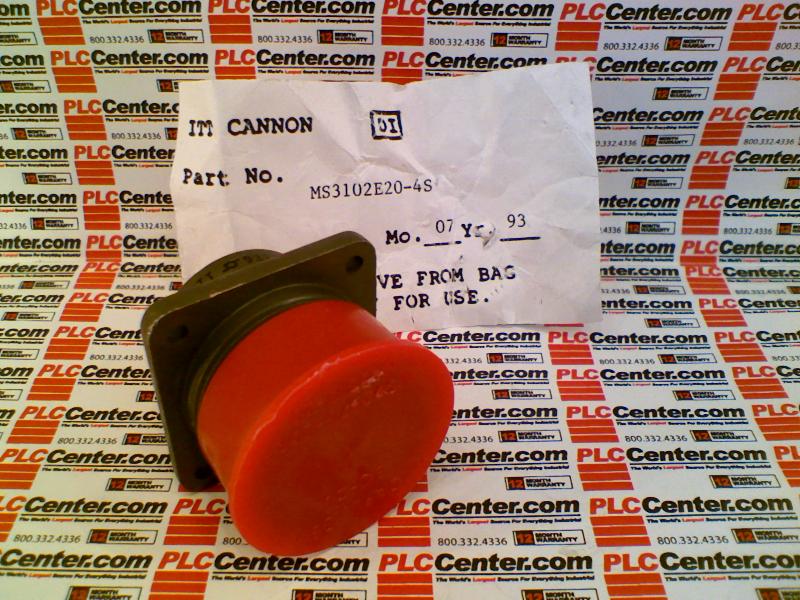 ITT CANNON
Part No.
MS3102E20-4S
Mo. 07 Yr. 93
VE FROM BAG
FOR USE.
PLCCenter.com
The World's Largest Source For Everything Industrial
800.332.4336
12 MONTH WARRANTY